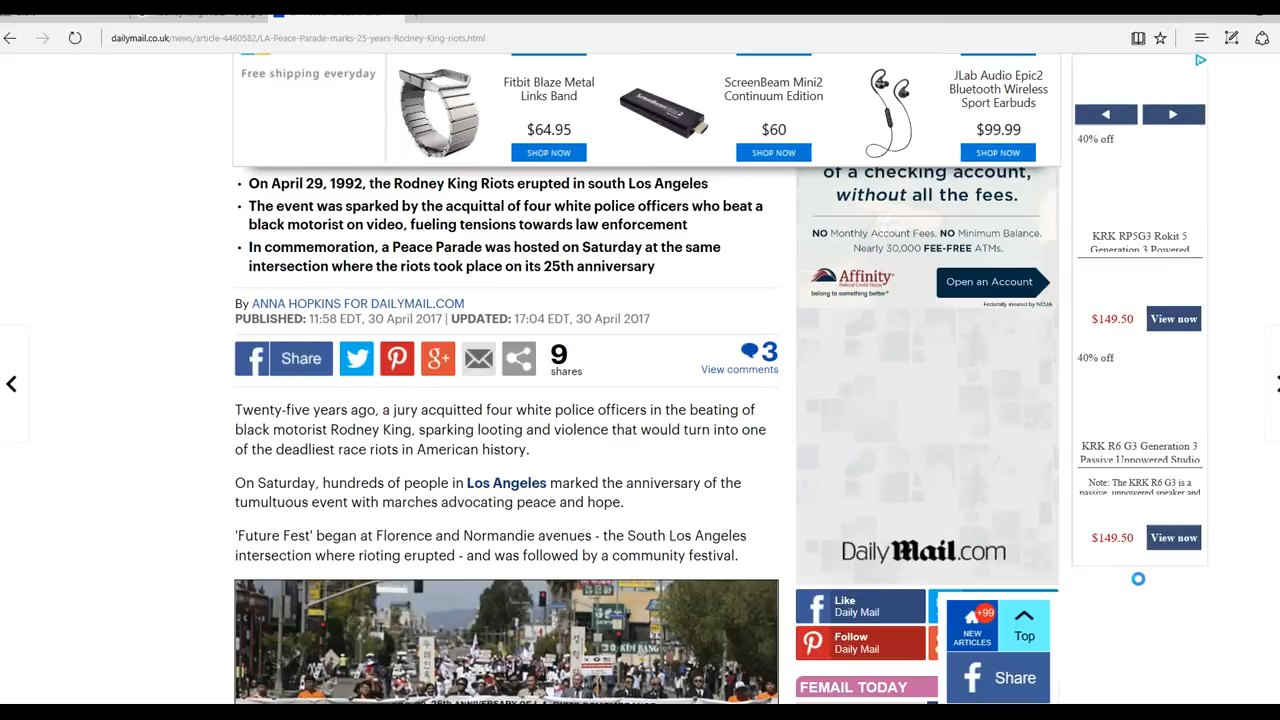 dailymail.co.uk/news/article-4460582/LA-Peace-Parade-marks-25-years-Rodney-King-riots.html
Free shipping everyday
Fitbit Blaze Metal
Links Band
$64.95
SHOP NOW
ScreenBeam Mini2
Continuum Edition
$60
SHOP NOW
JLab Audio Epic2
Bluetooth Wireless
Sport Earbuds
$99.99
SHOP NOW
• On April 29, 1992, the Rodney King Riots erupted in south Los Angeles
• The event was sparked by the acquittal of four white police officers who beat a
black motorist on video, fueling tensions towards law enforcement
• In commemoration, a Peace Parade was hosted on Saturday at the same
intersection where the riots took place on its 25th anniversary
By ANNA HOPKINS FOR DAILYMAIL.COM
PUBLISHED: 11:58 EDT, 30 April 2017 | UPDATED: 17:04 EDT, 30 April 2017
Share
9
shares
3
View comments
Twenty-five years ago, a jury acquitted four white police officers in the beating of
black motorist Rodney King, sparking looting and violence that would turn into one
of the deadliest race riots in American history.
On Saturday, hundreds of people in Los Angeles marked the anniversary of the
tumultuous event with marches advocating peace and hope.
'Future Fest' began at Florence and Normandie avenues - the South Los Angeles
intersection where rioting erupted - and was followed by a community festival.
of a checking account,
without all the fees.
NO Monthly Account Fees. NO Minimum Balance.
Nearly 30,000 FEE-FREE ATMs.
Affinity
belong to something better
Open an Account
Federally insured by NCUA
DailyMail.com
Like
Daily Mail
Follow
Daily Mail
FEMAIL TODAY
+99
NEW
ARTICLES
Top
Share
40% off
KRK RP5G3 Rokit 5
Generation 3 Powered
$149.50
View now
40% off
KRK R6 G3 Generation 3
Passive Unpowered Studio
Note: The KRK R6 G3 is a
passive, unpowered speaker and
$149.50
View now